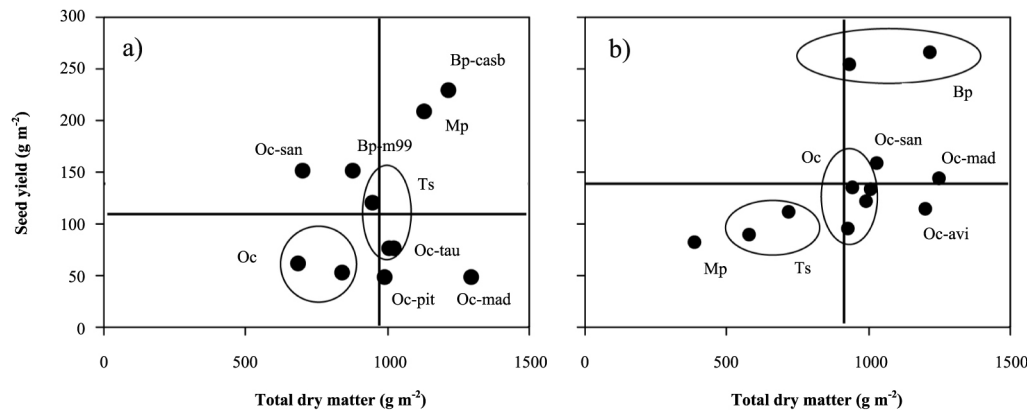 Seed yield (g m-2)
300
250
200
150
100
50
0
a)
Bp-casb
Mp
Oc-san
Bp-m99
Ts
Oc
Oc-tau
Oc-pit
Oc-mad
0
500
1000
1500
Total dry matter (g m-2)
b)
Bp
Oc
Oc-san
Oc-mad
Oc-avi
Mp
Ts
0
500
1000
1500
Total dry matter (g m-2)